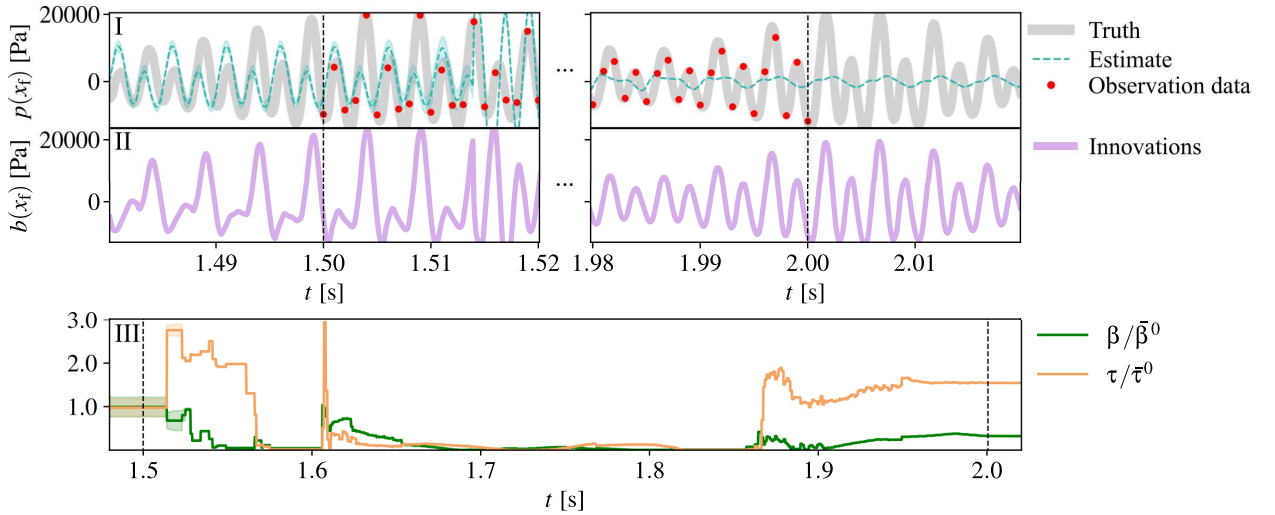 20000
0
p(x_f) [Pa]
I
...
Truth
Estimate
Observation data
20000
0
b(x_f) [Pa]
II
...
Innovations
1.49 1.50 1.51 1.52 1.98 1.99 2.00 2.01
t [s] t [s]
3.0
2.0
1.0
III
β/β̄⁰
τ/τ̄⁰
1.5 1.6 1.7 1.8 1.9 2.0
t [s]